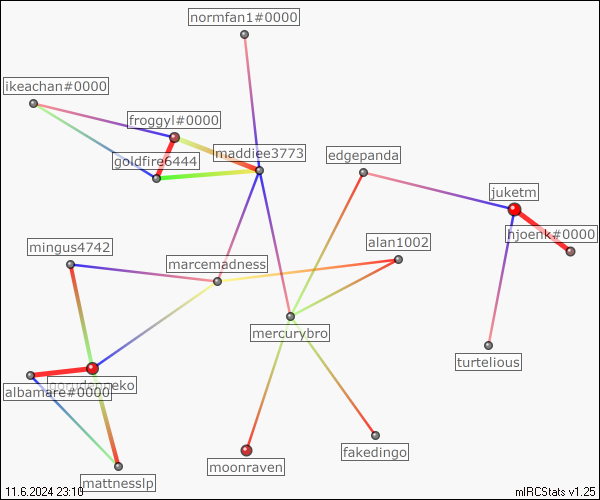 normfan1#0000
ikeachan#0000
froggyl#0000
maddiee3773
edgepanda
goldfire6444
juketm
hjoenk#0000
mingus4742
alan1002
marcemadness
mercurybro
turtelious
albamare#0000
fakedingo
moonraven
mattnesslp
11.6.2024 23:10
mIRCStats v1.25